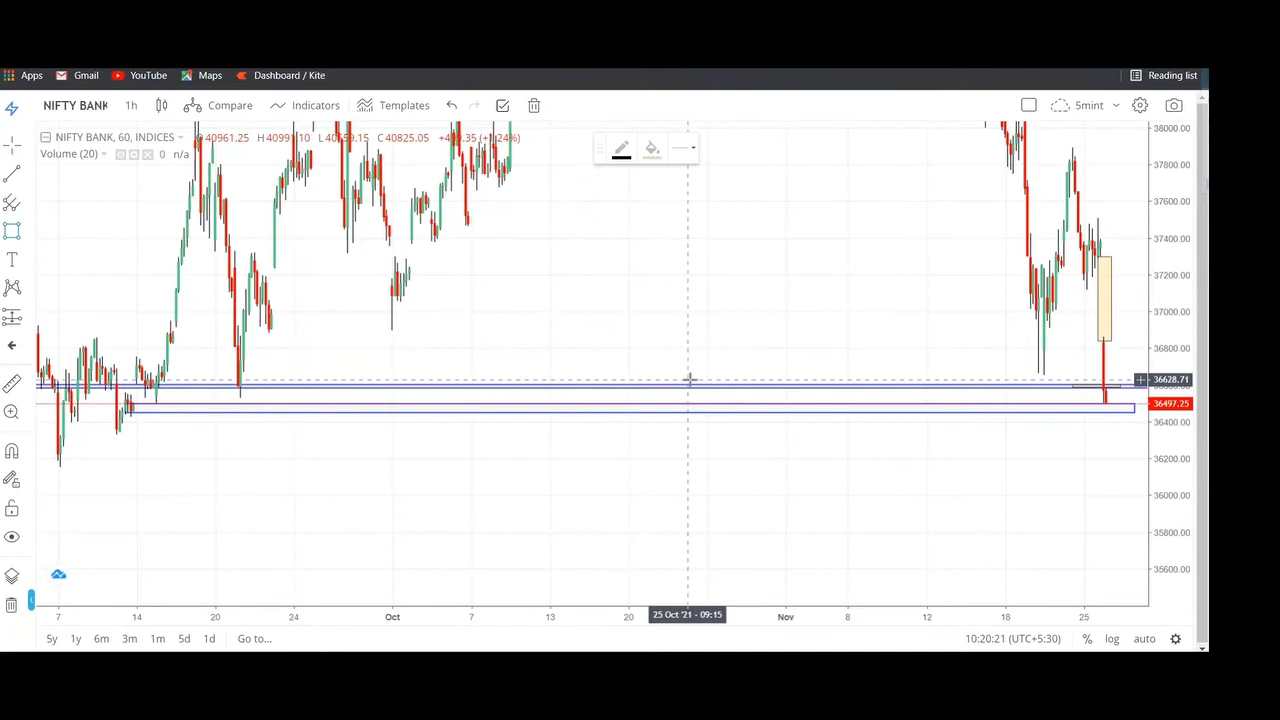 Apps Gmail YouTube Maps Dashboard / Kite Reading list
NIFTY BANK 1h Compare Indicators Templates 5mint
NIFTY BANK, 60, INDICES O 40961.25 H 40991.10 L 40559.15 C 40825.05
Volume (20) 0 n/a
38000.00
37800.00
37600.00
37400.00
37200.00
37000.00
36800.00
36628.71
36497.25
36400.00
36200.00
36000.00
35800.00
35600.00
7 14 20 24 Oct 7 13 20 25 Oct '21 - 09:15 Nov 8 12 18 25
5y 1y 6m 3m 1m 5d 1d Go to... 10:20:21 (UTC+5:30) % log auto